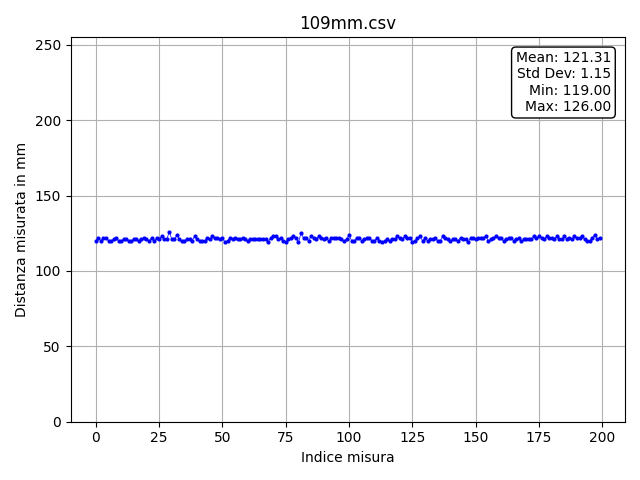 109mm.csv
Mean: 121.31
Std Dev: 1.15
Min: 119.00
Max: 126.00
Distanza misurata in mm
250
200
150
100
50
0
0 25 50 75 100 125 150 175 200
Indice misura